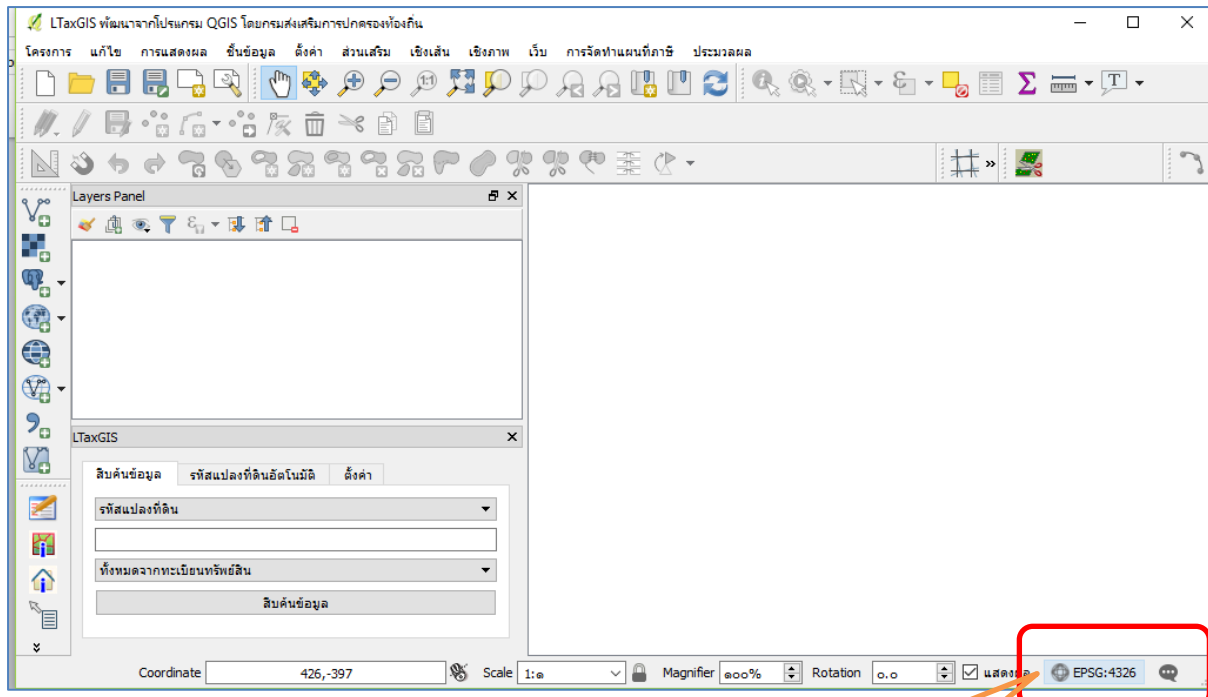 LTaxGIS พัฒนาจากโปรแกรม QGIS โดยกรมส่งเสริมการปกครองท้องถิ่น
โครงการ แก้ไข การแสดงผล ชั้นข้อมูล ตั้งค่า ส่วนเสริม เชิงเส้น เชิงภาพ เว็บ การจัดทำแผนที่ภาษี ประมวลผล
Layers Panel
LTaxGIS
สืบค้นข้อมูล รหัสแปลงที่ดินอัตโนมัติ ตั้งค่า
รหัสแปลงที่ดิน
ทั้งหมดจากทะเบียนทรัพย์สิน
สืบค้นข้อมูล
Coordinate 426,-397 Scale 1:๑ Magnifier ๑๐๐% Rotation ๐.๐ EPSG:4326